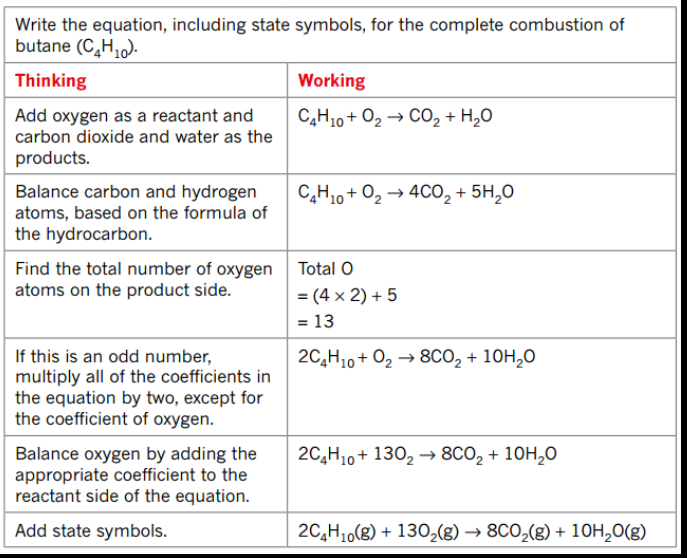 Write the equation, including state symbols, for the complete combustion of
butane (C₄H₁₀).
Thinking
Working
Add oxygen as a reactant and
carbon dioxide and water as the
products.
C₄H₁₀ + O₂ → CO₂ + H₂O
Balance carbon and hydrogen
atoms, based on the formula of
the hydrocarbon.
C₄H₁₀ + O₂ → 4CO₂ + 5H₂O
Find the total number of oxygen
atoms on the product side.
Total O
= (4 × 2) + 5
= 13
If this is an odd number,
multiply all of the coefficients in
the equation by two, except for
the coefficient of oxygen.
2C₄H₁₀ + O₂ → 8CO₂ + 10H₂O
Balance oxygen by adding the
appropriate coefficient to the
reactant side of the equation.
2C₄H₁₀ + 13O₂ → 8CO₂ + 10H₂O
Add state symbols.
2C₄H₁₀(g) + 13O₂(g) → 8CO₂(g) + 10H₂O(g)